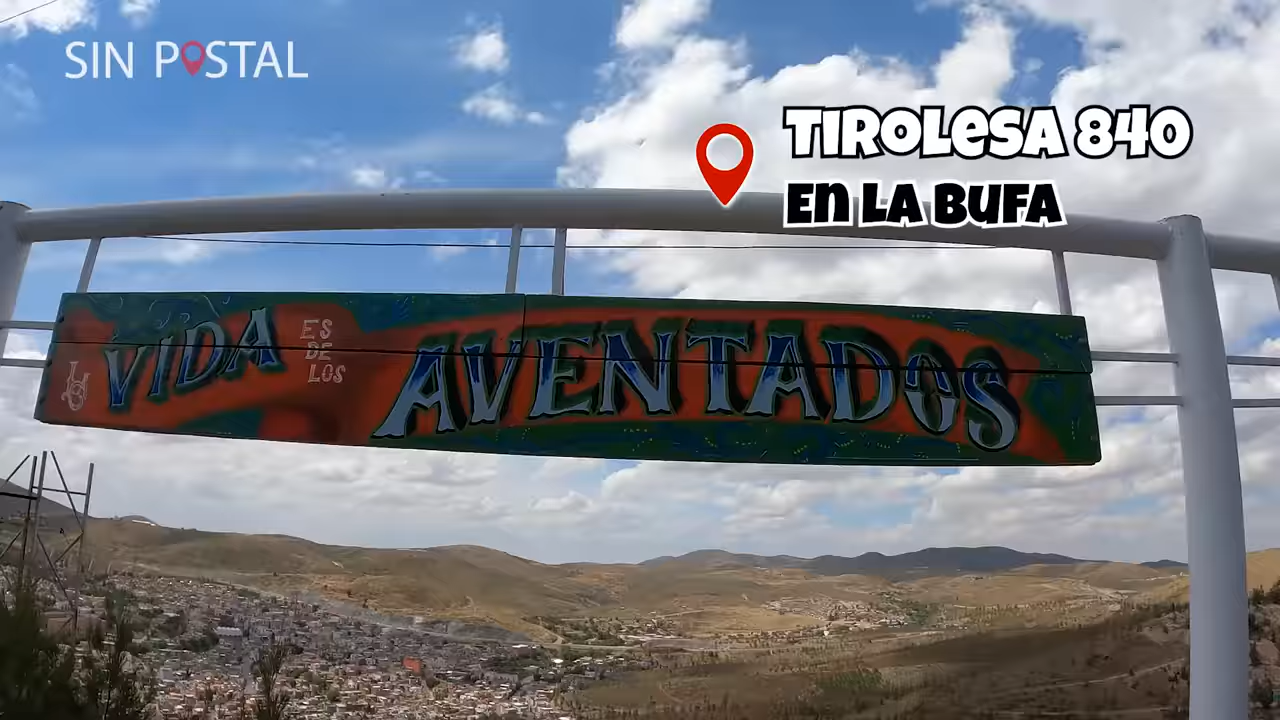 SIN POSTAL
TIROLESA 840
EN LA BUFA
VIDA
ES
DE
LOS
AVENTADOS